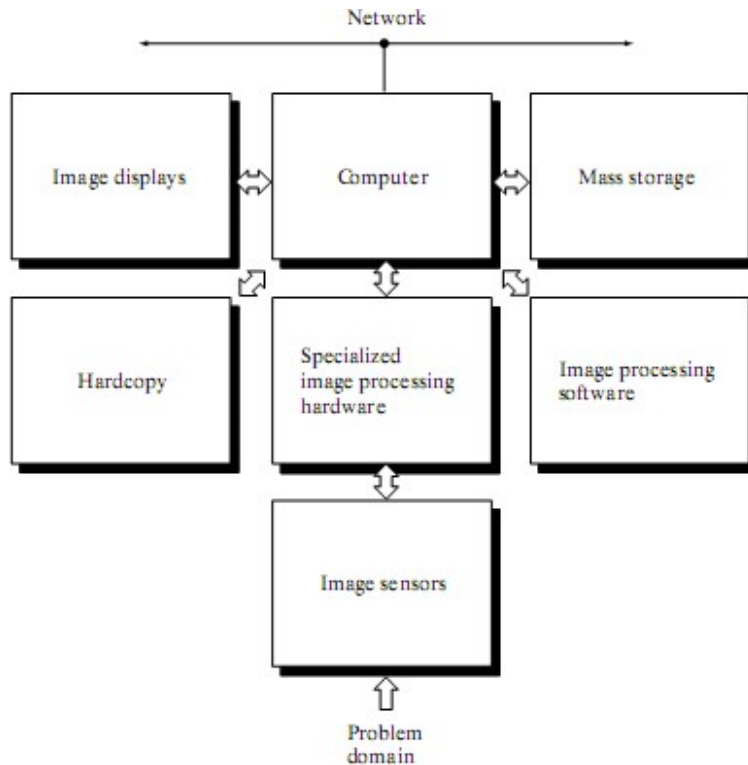 Network
Image displays
Computer
Mass storage
Hardcopy
Specialized
image processing
hardware
Image processing
software
Image sensors
Problem
domain